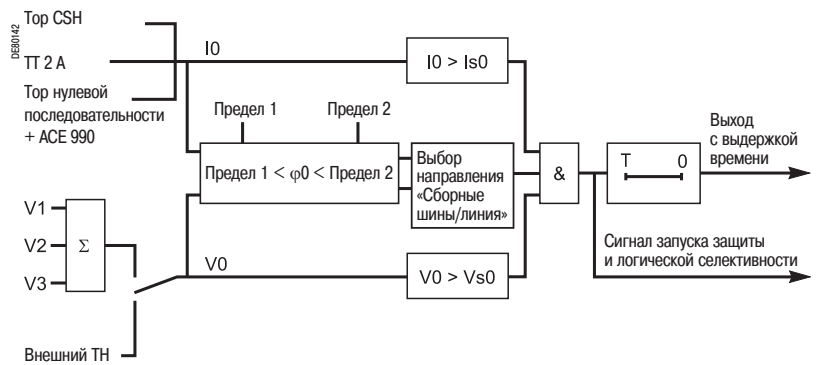 DE80142
Тор CSH
ТТ 2 А
Тор нулевой
последовательности
+ ACE 990
I0
I0 > Is0
Предел 1
Предел 2
Предел 1 < φ0 < Предел 2
Выбор
направления
«Сборные
шины/линия»
&
T 0
Выход
с выдержкой
времени
Сигнал запуска защиты
и логической селективности
V1
V2
V3
Σ
V0
V0 > Vs0
Внешний ТН